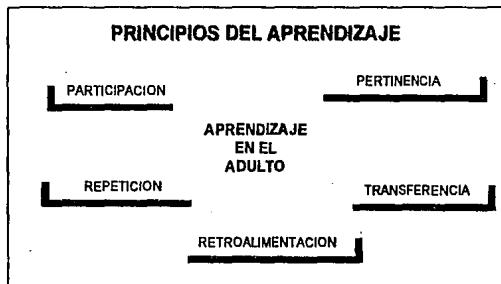 PRINCIPIOS DEL APRENDIZAJE
PARTICIPACION
PERTINENCIA
APRENDIZAJE
EN EL
ADULTO
REPETICION
TRANSFERENCIA
RETROALIMENTACION